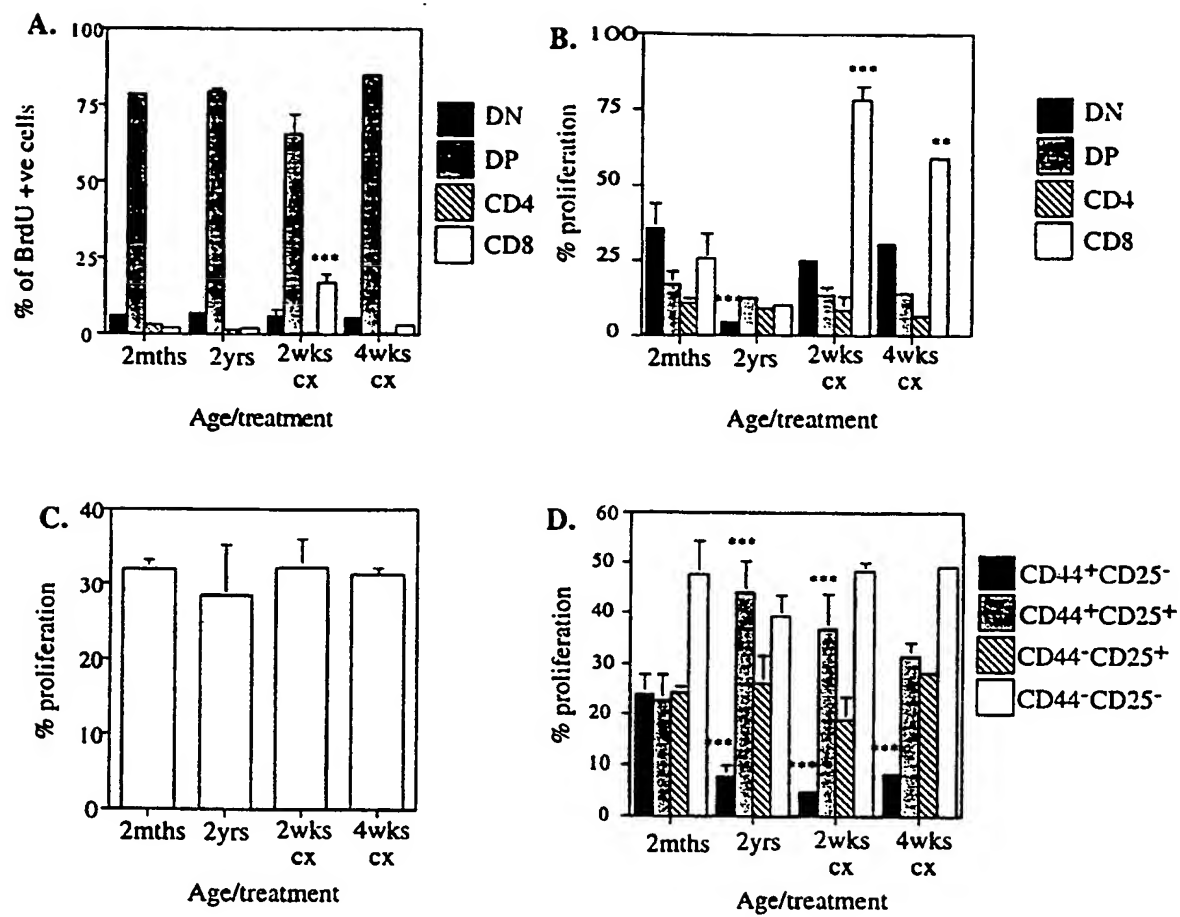 A.
100
75
50
25
0
% of BrdU +ve cells
***
2mths 2yrs 2wks cx 4wks cx
Age/treatment
DN
DP
CD4
CD8
B.
100
75
50
25
0
% proliferation
***
***
**
2mths 2yrs 2wks cx 4wks cx
Age/treatment
DN
DP
CD4
CD8
C.
40
30
20
10
0
% proliferation
2mths 2yrs 2wks cx 4wks cx
Age/treatment
D.
60
50
40
30
20
10
0
% proliferation
***
***
***
***
***
2mths 2yrs 2wks cx 4wks cx
Age/treatment
CD44⁺CD25⁻
CD44⁺CD25⁺
CD44⁻CD25⁺
CD44⁻CD25⁻